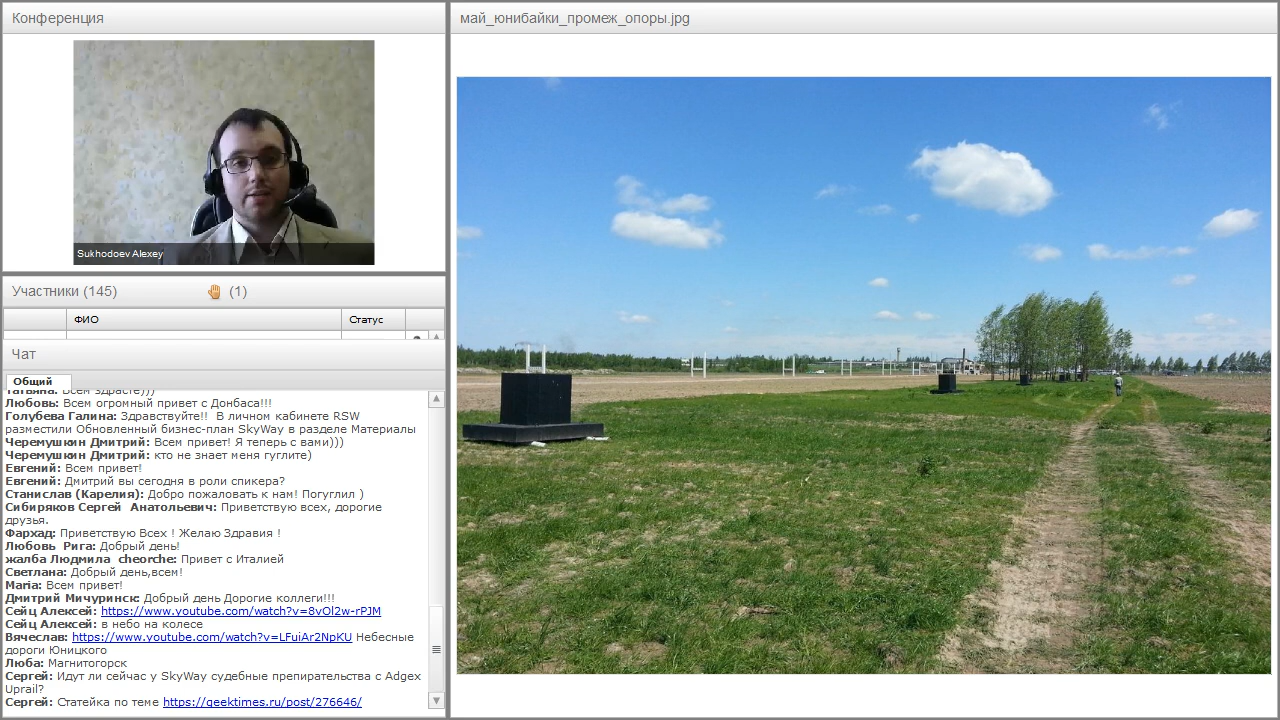 Конференция
Sukhodoev Alexey
Участники (145)
(1)
ФИО
Статус
Чат
Общий
Татьяна: Всем здрасте)))
Любовь: Всем огромный привет с Донбаса!!!
Голубева Галина: Здравствуйте!! В личном кабинете RSW
разместили Обновленный бизнес-план SkyWay в разделе Материалы
Черемушкин Дмитрий: Всем привет! Я теперь с вами)))
Черемушкин Дмитрий: кто не знает меня гуглите)
Евгений: Всем привет!
Евгений: Дмитрий вы сегодня в роли спикера?
Станислав (Карелия): Добро пожаловать к нам! Погуглил )
Сибиряков Сергей Анатольевич: Приветствую всех, дорогие
друзья.
Фархад: Приветствую Всех ! Желаю Здравия !
Любовь Рига: Добрый день!
жалба Людмила cheorche: Привет с Италией
Светлана: Добрый день,всем!
Maria: Всем привет!
Дмитрий Мичуринск: Добрый день Дорогие коллеги!!!
Сейц Алексей: https://www.youtube.com/watch?v=8vOl2w-rPJM
Сейц Алексей: в небо на колесе
Вячеслав: https://www.youtube.com/watch?v=LFuiAr2NpKU Небесные
дороги Юницкого
Люба: Магнитогорск
Сергей: Идут ли сейчас у SkyWay судебные препирательства с Adgex
Uprail?
Сергей: Статейка по теме https://geektimes.ru/post/276646/
май_юнибайки_промеж_опоры.jpg